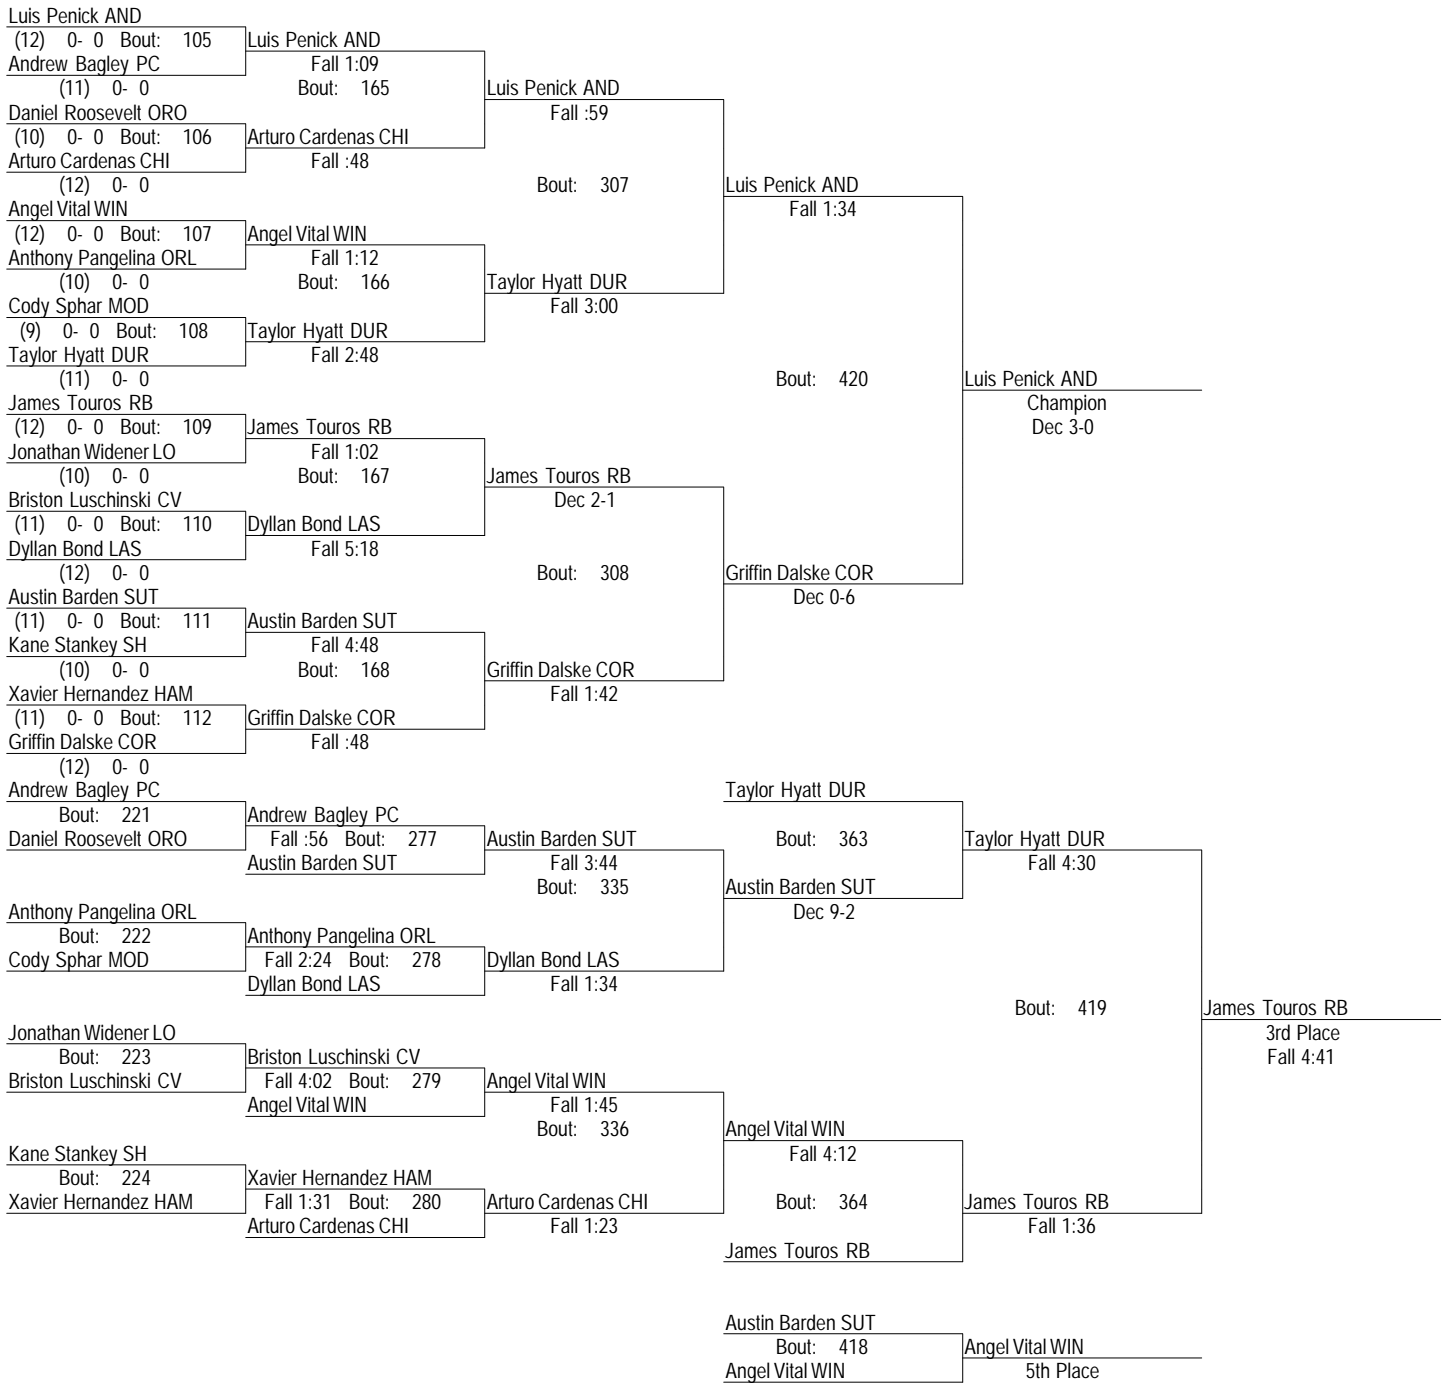 Luis Penick AND
(12) 0- 0 Bout: 105 Luis Penick AND
Andrew Bagley PC Fall 1:09
(11) 0- 0 Bout: 165 Luis Penick AND
Daniel Roosevelt ORO Fall :59
(10) 0- 0 Bout: 106 Arturo Cardenas CHI
Arturo Cardenas CHI Fall :48
(12) 0- 0 Bout: 307 Luis Penick AND
Angel Vital WIN Fall 1:34
(12) 0- 0 Bout: 107 Angel Vital WIN
Anthony Pangelina ORL Fall 1:12
(10) 0- 0 Bout: 166 Taylor Hyatt DUR
Cody Sphar MOD Fall 3:00
(9) 0- 0 Bout: 108 Taylor Hyatt DUR
Taylor Hyatt DUR Fall 2:48
(11) 0- 0 Bout: 420 Luis Penick AND
James Touros RB Champion
(12) 0- 0 Bout: 109 James Touros RB Dec 3-0
Jonathan Widener LO Fall 1:02
(10) 0- 0 Bout: 167 James Touros RB
Briston Luschinski CV Dec 2-1
(11) 0- 0 Bout: 110 Dyllan Bond LAS
Dyllan Bond LAS Fall 5:18
(12) 0- 0 Bout: 308 Griffin Dalske COR
Austin Barden SUT Dec 0-6
(11) 0- 0 Bout: 111 Austin Barden SUT
Kane Stankey SH Fall 4:48
(10) 0- 0 Bout: 168 Griffin Dalske COR
Xavier Hernandez HAM Fall 1:42
(11) 0- 0 Bout: 112 Griffin Dalske COR
Griffin Dalske COR Fall :48
(12) 0- 0
Andrew Bagley PC Taylor Hyatt DUR
Bout: 221 Andrew Bagley PC
Daniel Roosevelt ORO Fall :56 Bout: 277 Austin Barden SUT Bout: 363 Taylor Hyatt DUR
Austin Barden SUT Fall 3:44 Fall 4:30
Bout: 335 Austin Barden SUT
Anthony Pangelina ORL Dec 9-2
Bout: 222 Anthony Pangelina ORL
Cody Sphar MOD Fall 2:24 Bout: 278 Dyllan Bond LAS
Dyllan Bond LAS Fall 1:34
Bout: 419 James Touros RB
Jonathan Widener LO 3rd Place
Bout: 223 Briston Luschinski CV Fall 4:41
Briston Luschinski CV Fall 4:02 Bout: 279 Angel Vital WIN
Angel Vital WIN Fall 1:45
Bout: 336 Angel Vital WIN
Kane Stankey SH Fall 4:12
Bout: 224 Xavier Hernandez HAM
Xavier Hernandez HAM Fall 1:31 Bout: 280 Arturo Cardenas CHI Bout: 364 James Touros RB
Arturo Cardenas CHI Fall 1:23 Fall 1:36
James Touros RB
Austin Barden SUT
Bout: 418 Angel Vital WIN
Angel Vital WIN 5th Place